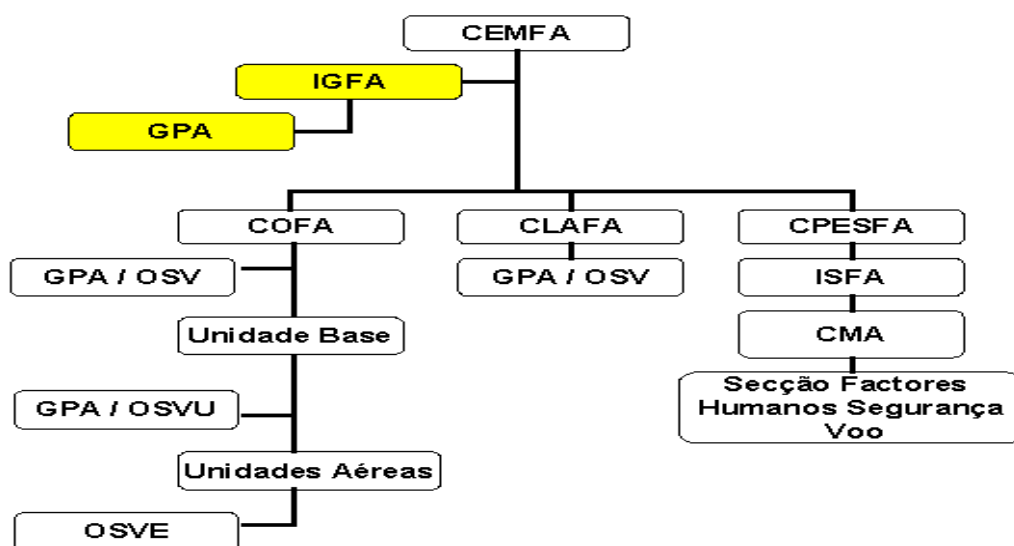 CEMFA
IGFA
GPA
COFA
CLAFA
CPESFA
GPA / OSV
GPA / OSV
ISFA
Unidade Base
CMA
Secção Factores
Humanos Segurança
Voo
GPA / OSVU
Unidades Aéreas
OSVE